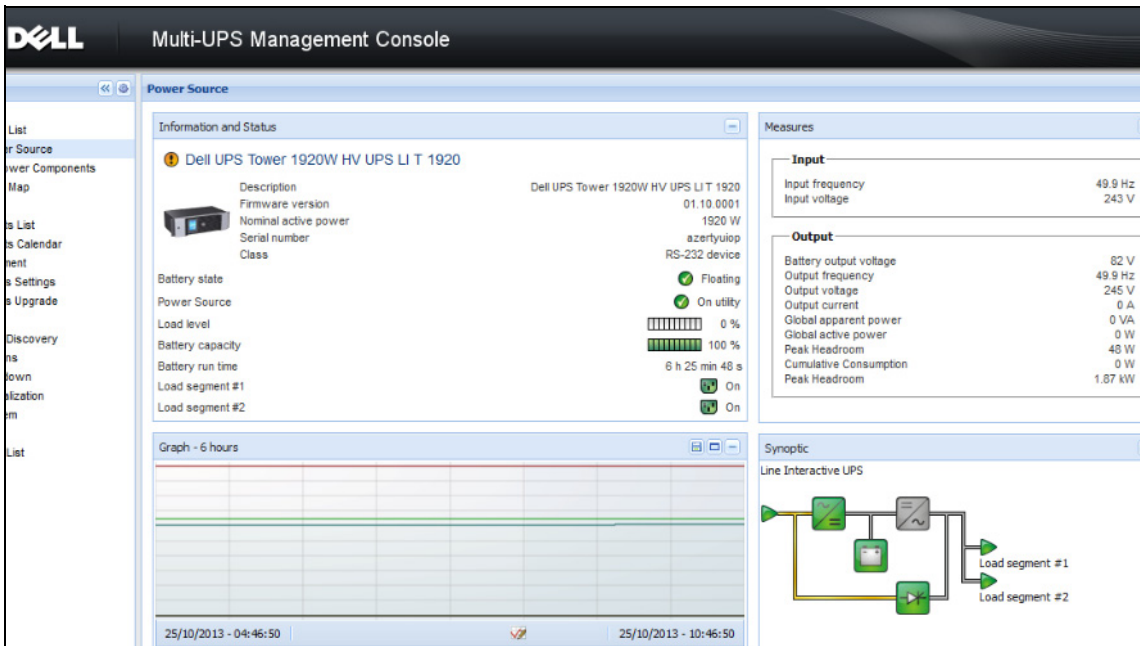 DELL
Multi-UPS Management Console
Power Source
List
er Source
ower Components
Map
ts List
ts Calendar
ment
s Settings
s Upgrade
Discovery
ns
down
alization
em
List
Information and Status
Dell UPS Tower 1920W HV UPS LI T 1920
Description Dell UPS Tower 1920W HV UPS LI T 1920
Firmware version 01.10.0001
Nominal active power 1920 W
Serial number azertyuiop
Class RS-232 device
Battery state Floating
Power Source On utility
Load level 0 %
Battery capacity 100 %
Battery run time 6 h 25 min 48 s
Load segment #1 On
Load segment #2 On
Measures
Input
Input frequency 49.9 Hz
Input voltage 243 V
Output
Battery output voltage 82 V
Output frequency 49.9 Hz
Output voltage 245 V
Output current 0 A
Global apparent power 0 VA
Global active power 0 W
Peak Headroom 48 W
Cumulative Consumption 0 W
Peak Headroom 1.87 kW
Graph - 6 hours
25/10/2013 - 04:46:50 25/10/2013 - 10:46:50
Synoptic
Line Interactive UPS
Load segment #1
Load segment #2